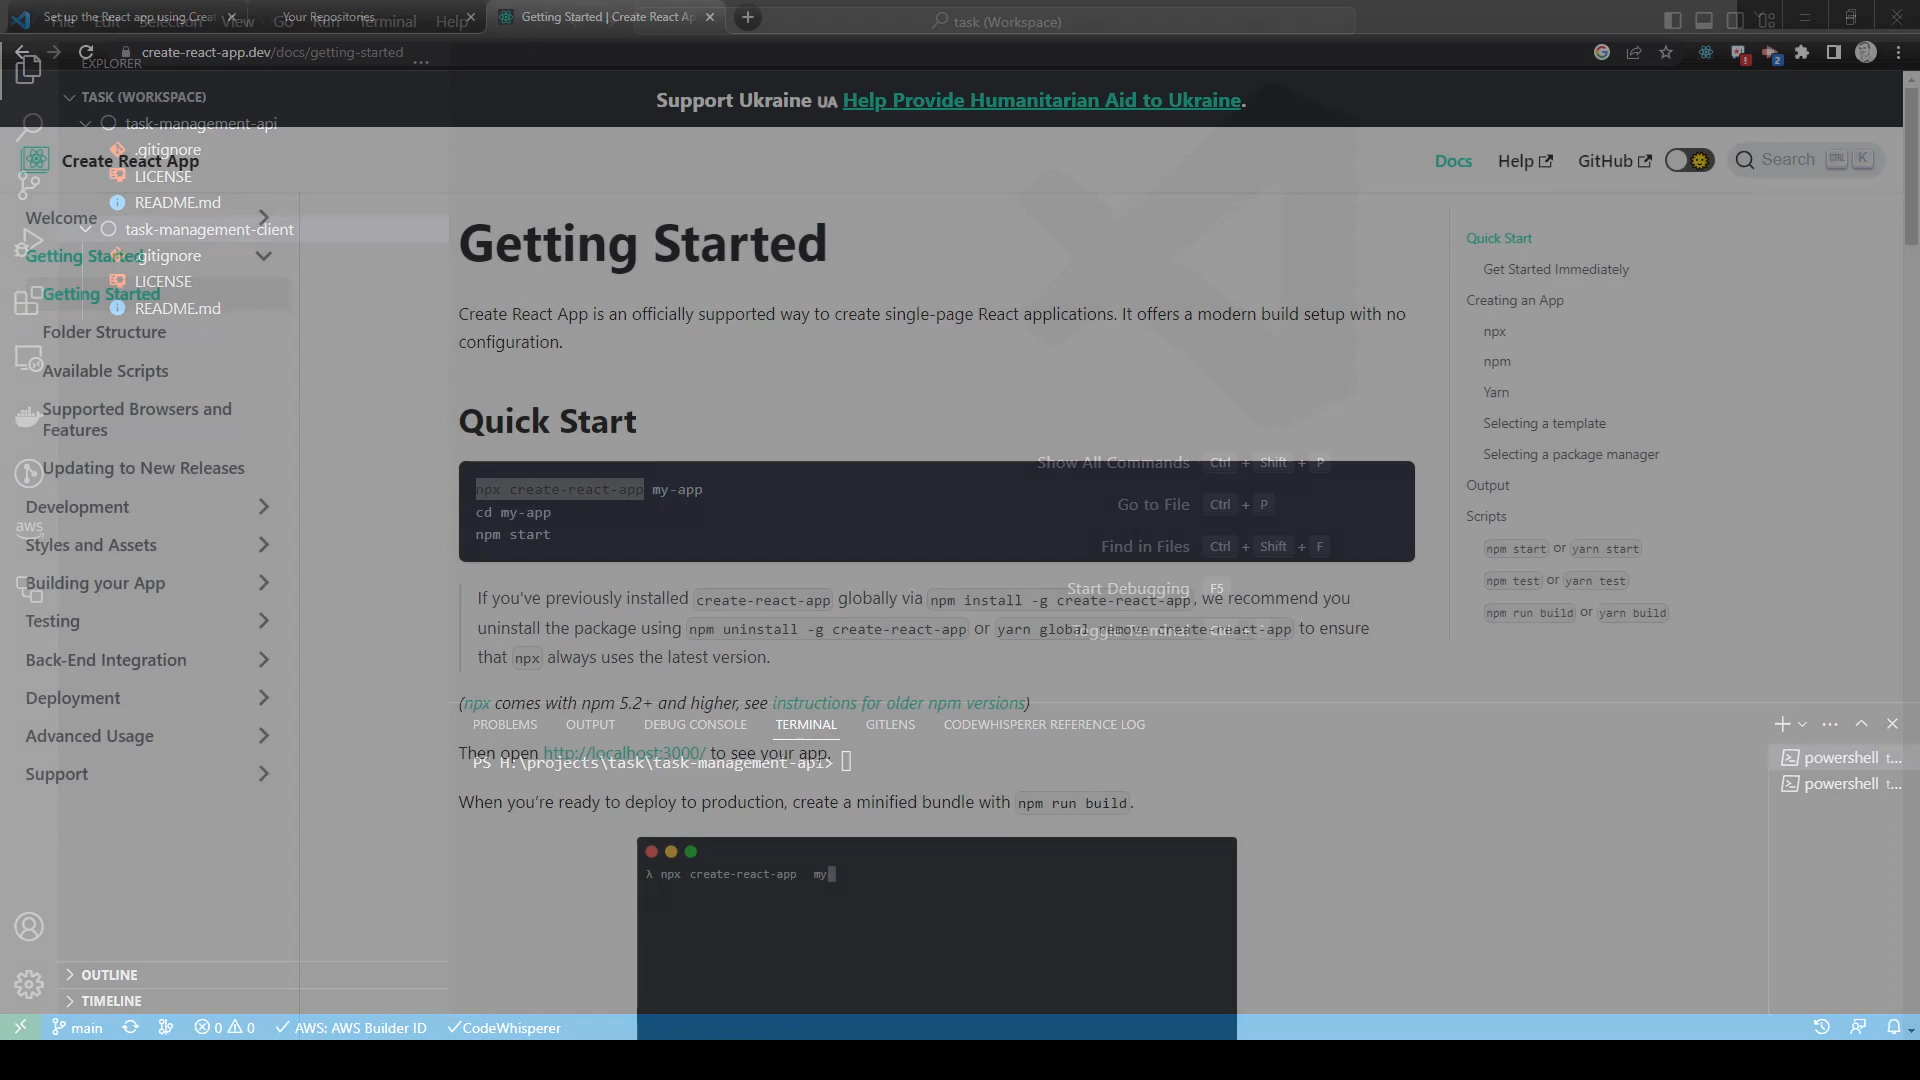 Set up the React app using Crea
Your Repositories
Getting Started | Create React Ap
File Edit Selection View Go Run Terminal Help
task (Workspace)
create-react-app.dev/docs/getting-started
EXPLORER
TASK (WORKSPACE)
task-management-api
.gitignore
LICENSE
README.md
task-management-client
.gitignore
LICENSE
README.md
Support Ukraine UA Help Provide Humanitarian Aid to Ukraine.
Create React App
Docs
Help
GitHub
Search CTRL K
Welcome
Getting Started
Getting Started
Folder Structure
Available Scripts
Supported Browsers and
Features
Updating to New Releases
Development
aws
Styles and Assets
Building your App
Testing
Back-End Integration
Deployment
Advanced Usage
Support
Getting Started
Create React App is an officially supported way to create single-page React applications. It offers a modern build setup with no
configuration.
Quick Start
npx create-react-app my-app
cd my-app
npm start
Show All Commands Ctrl + Shift + P
Go to File Ctrl + P
Find in Files Ctrl + Shift + F
Start Debugging F5
Toggle Terminal Ctrl + `
If you've previously installed create-react-app globally via npm install -g create-react-app, we recommend you
uninstall the package using npm uninstall -g create-react-app or yarn global remove create-react-app to ensure
that npx always uses the latest version.
(npx comes with npm 5.2+ and higher, see instructions for older npm versions)
PROBLEMS OUTPUT DEBUG CONSOLE TERMINAL GITLENS CODEWHISPERER REFERENCE LOG
Then open http://localhost:3000/ to see your app.
PS H:\projects\task\task-management-api>
When you're ready to deploy to production, create a minified bundle with npm run build.
λ npx create-react-app my
Quick Start
Get Started Immediately
Creating an App
npx
npm
Yarn
Selecting a template
Selecting a package manager
Output
Scripts
npm start or yarn start
npm test or yarn test
npm run build or yarn build
powershell t...
powershell t...
OUTLINE
TIMELINE
main 0 0 AWS: AWS Builder ID CodeWhisperer